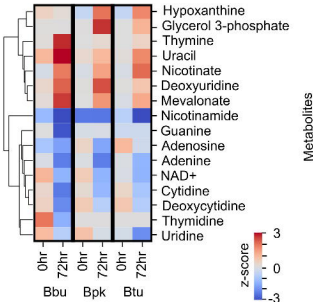 Hypoxanthine
Glycerol 3-phosphate
Thymine
Uracil
Nicotinate
Deoxyuridine
Mevalonate
Nicotinamide
Guanine
Adenosine
Adenine
NAD+
Cytidine
Deoxycytidine
Thymidine
Uridine
Metabolites
0hr 72hr 0hr 72hr 0hr 72hr
Bbu Bpk Btu
z-score
3
0
-3